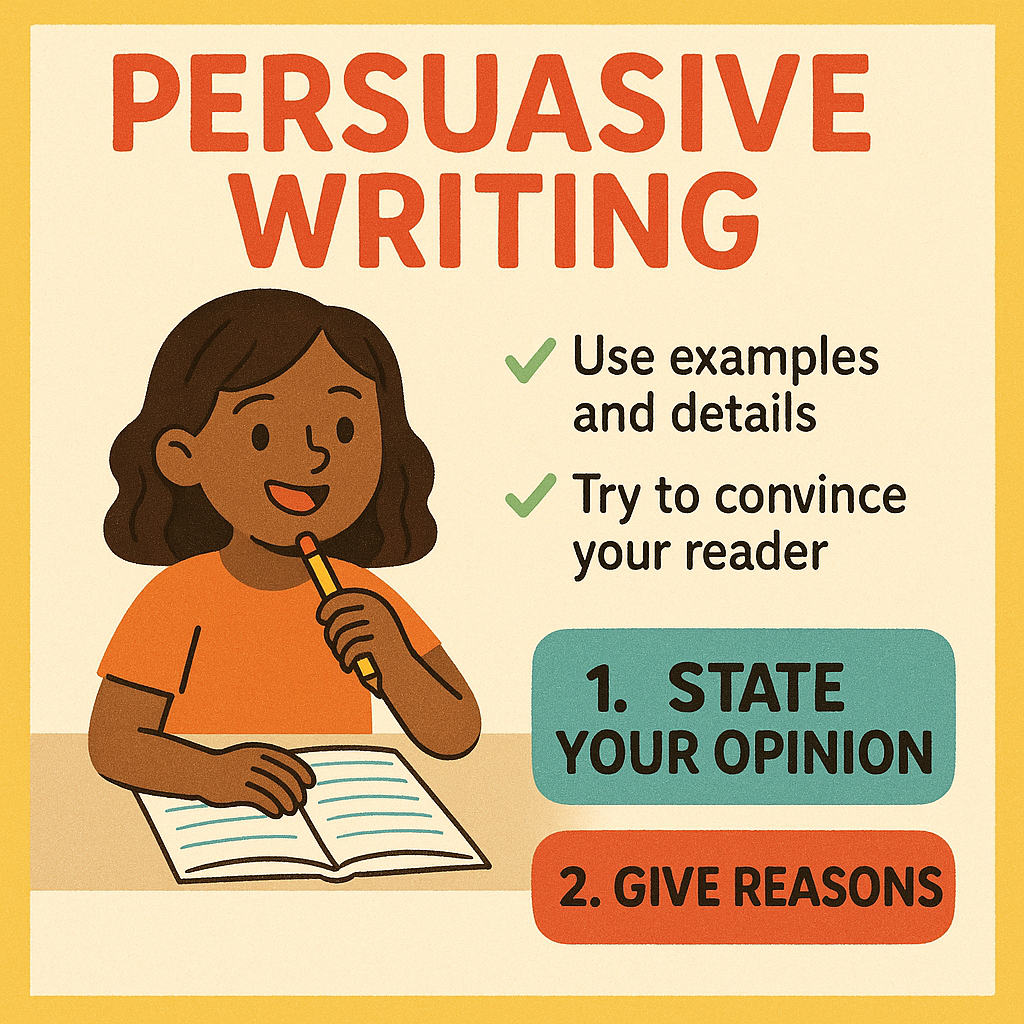 PERSUASIVE
WRITING
Use examples
and details
Try to convince
your reader
1. STATE
YOUR OPINION
2. GIVE REASONS